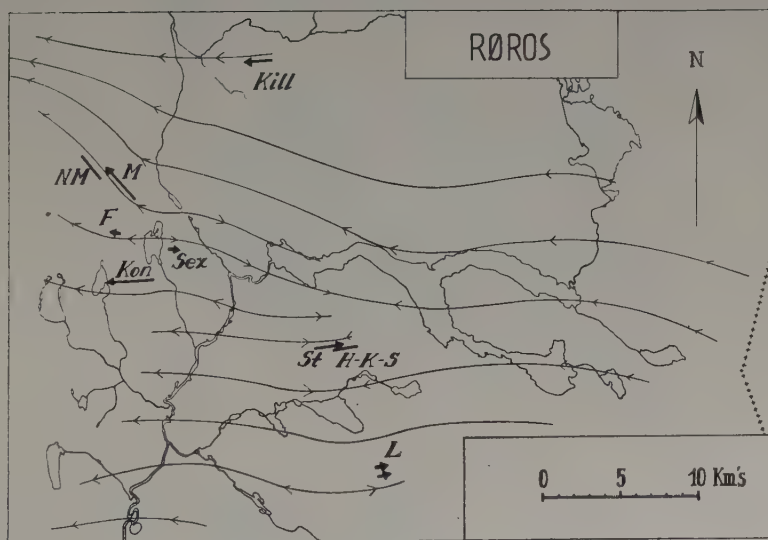 RØROS
N
Kill
NM
M
F
Sex
Kon
St H-K-S
L
0 5 10 Km's